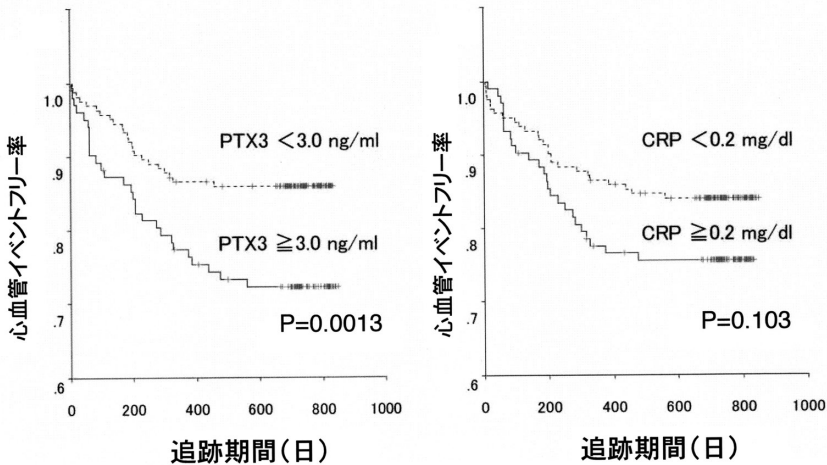 心血管イベントフリー率
1.0
.9
.8
.7
.6
PTX3 ＜3.0 ng/ml
PTX3 ≧3.0 ng/ml
P=0.0013
0 200 400 600 800 1000
追跡期間（日）
心血管イベントフリー率
1.0
.9
.8
.7
.6
CRP ＜0.2 mg/dl
CRP ≧0.2 mg/dl
P=0.103
0 200 400 600 800 1000
追跡期間（日）